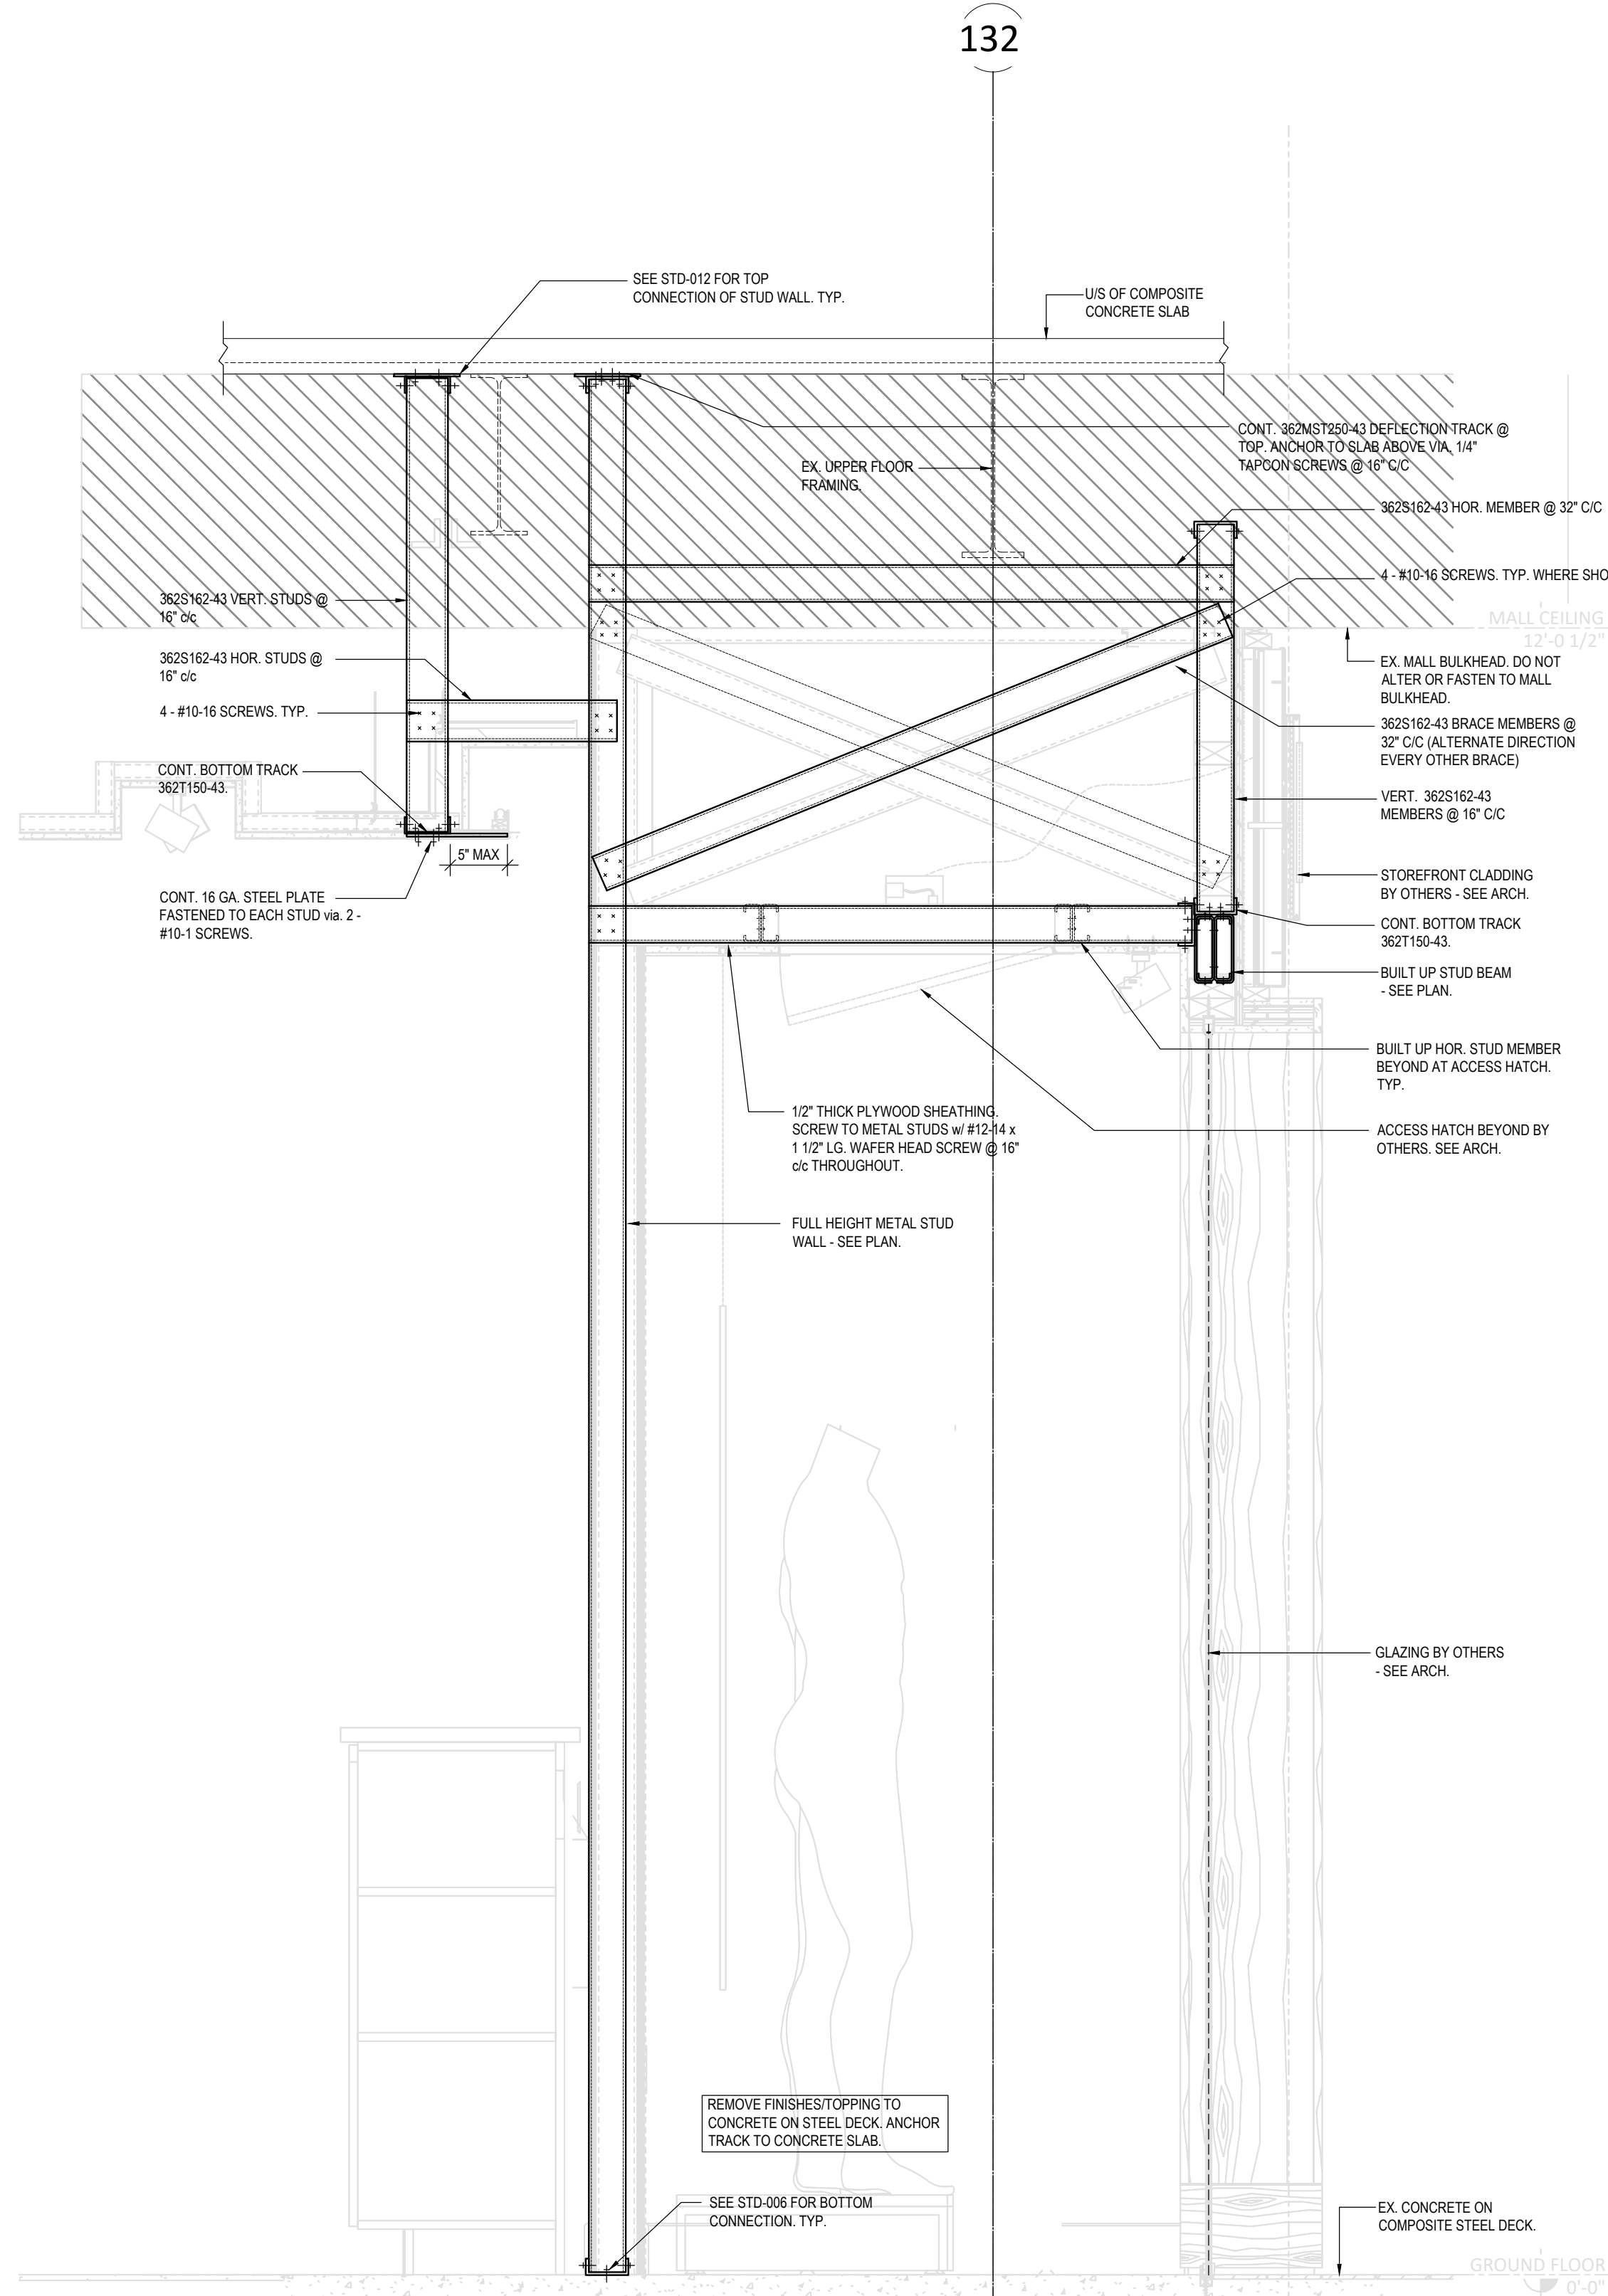 132
SEE STD-012 FOR TOP
CONNECTION OF STUD WALL. TYP.
U/S OF COMPOSITE
CONCRETE SLAB
CONT. 362MST250-43 DEFLECTION TRACK @
TOP. ANCHOR TO SLAB ABOVE VIA. 1/4"
TAPCON SCREWS @ 16" C/C
EX. UPPER FLOOR
FRAMING.
362S162-43 HOR. MEMBER @ 32" C/C
4 - #10-16 SCREWS. TYP. WHERE SHO
362S162-43 VERT. STUDS @
16" c/c
MALL CEILING
12'-0 1/2"
362S162-43 HOR. STUDS @
16" c/c
EX. MALL BULKHEAD. DO NOT
ALTER OR FASTEN TO MALL
BULKHEAD.
4 - #10-16 SCREWS. TYP.
362S162-43 BRACE MEMBERS @
32" C/C (ALTERNATE DIRECTION
EVERY OTHER BRACE)
CONT. BOTTOM TRACK
362T150-43.
VERT. 362S162-43
MEMBERS @ 16" C/C
5" MAX
STOREFRONT CLADDING
BY OTHERS - SEE ARCH.
CONT. 16 GA. STEEL PLATE
FASTENED TO EACH STUD via. 2 -
#10-1 SCREWS.
CONT. BOTTOM TRACK
362T150-43.
BUILT UP STUD BEAM
- SEE PLAN.
BUILT UP HOR. STUD MEMBER
BEYOND AT ACCESS HATCH.
TYP.
1/2" THICK PLYWOOD SHEATHING.
SCREW TO METAL STUDS w/ #12-14 x
1 1/2" LG. WAFER HEAD SCREW @ 16"
c/c THROUGHOUT.
ACCESS HATCH BEYOND BY
OTHERS. SEE ARCH.
FULL HEIGHT METAL STUD
WALL - SEE PLAN.
GLAZING BY OTHERS
- SEE ARCH.
REMOVE FINISHES/TOPPING TO
CONCRETE ON STEEL DECK. ANCHOR
TRACK TO CONCRETE SLAB.
SEE STD-006 FOR BOTTOM
CONNECTION. TYP.
EX. CONCRETE ON
COMPOSITE STEEL DECK.
GROUND FLOOR
0'-0"